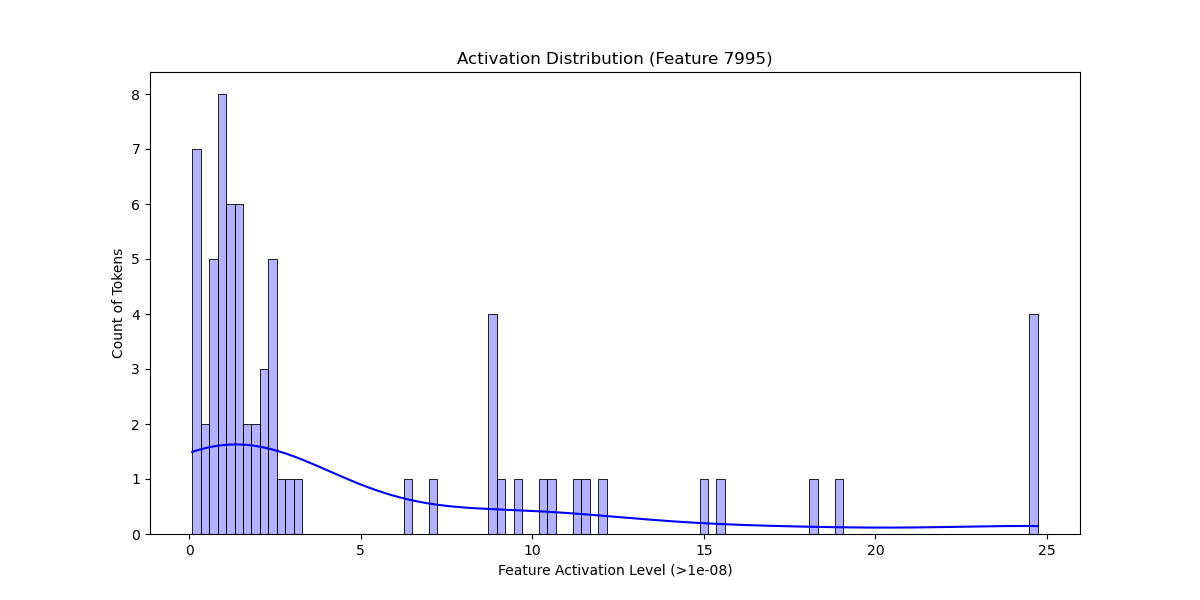 Activation Distribution (Feature 7995)
8
7
6
5
4
3
2
1
0
Count of Tokens
0 5 10 15 20 25
Feature Activation Level (>1e-08)